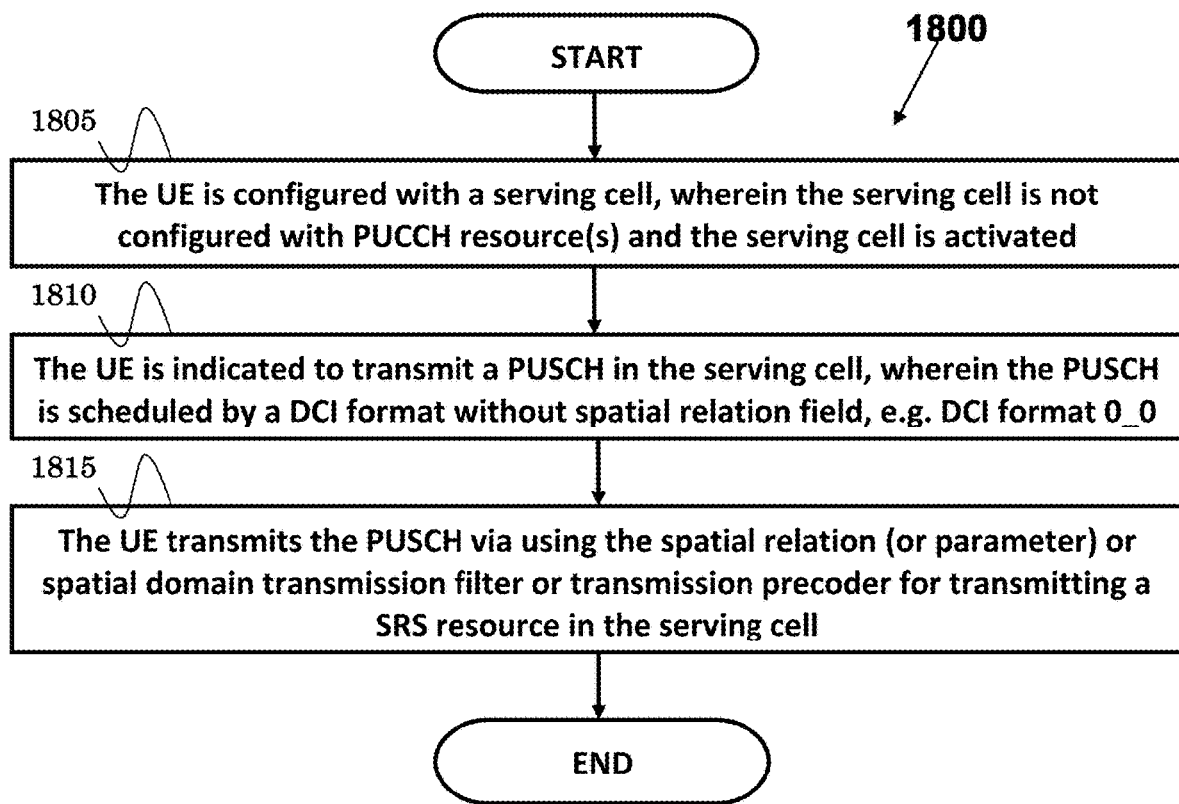 START
1800
1805
The UE is configured with a serving cell, wherein the serving cell is not
configured with PUCCH resource(s) and the serving cell is activated
1810
The UE is indicated to transmit a PUSCH in the serving cell, wherein the PUSCH
is scheduled by a DCI format without spatial relation field, e.g. DCI format 0_0
1815
The UE transmits the PUSCH via using the spatial relation (or parameter) or
spatial domain transmission filter or transmission precoder for transmitting a
SRS resource in the serving cell
END